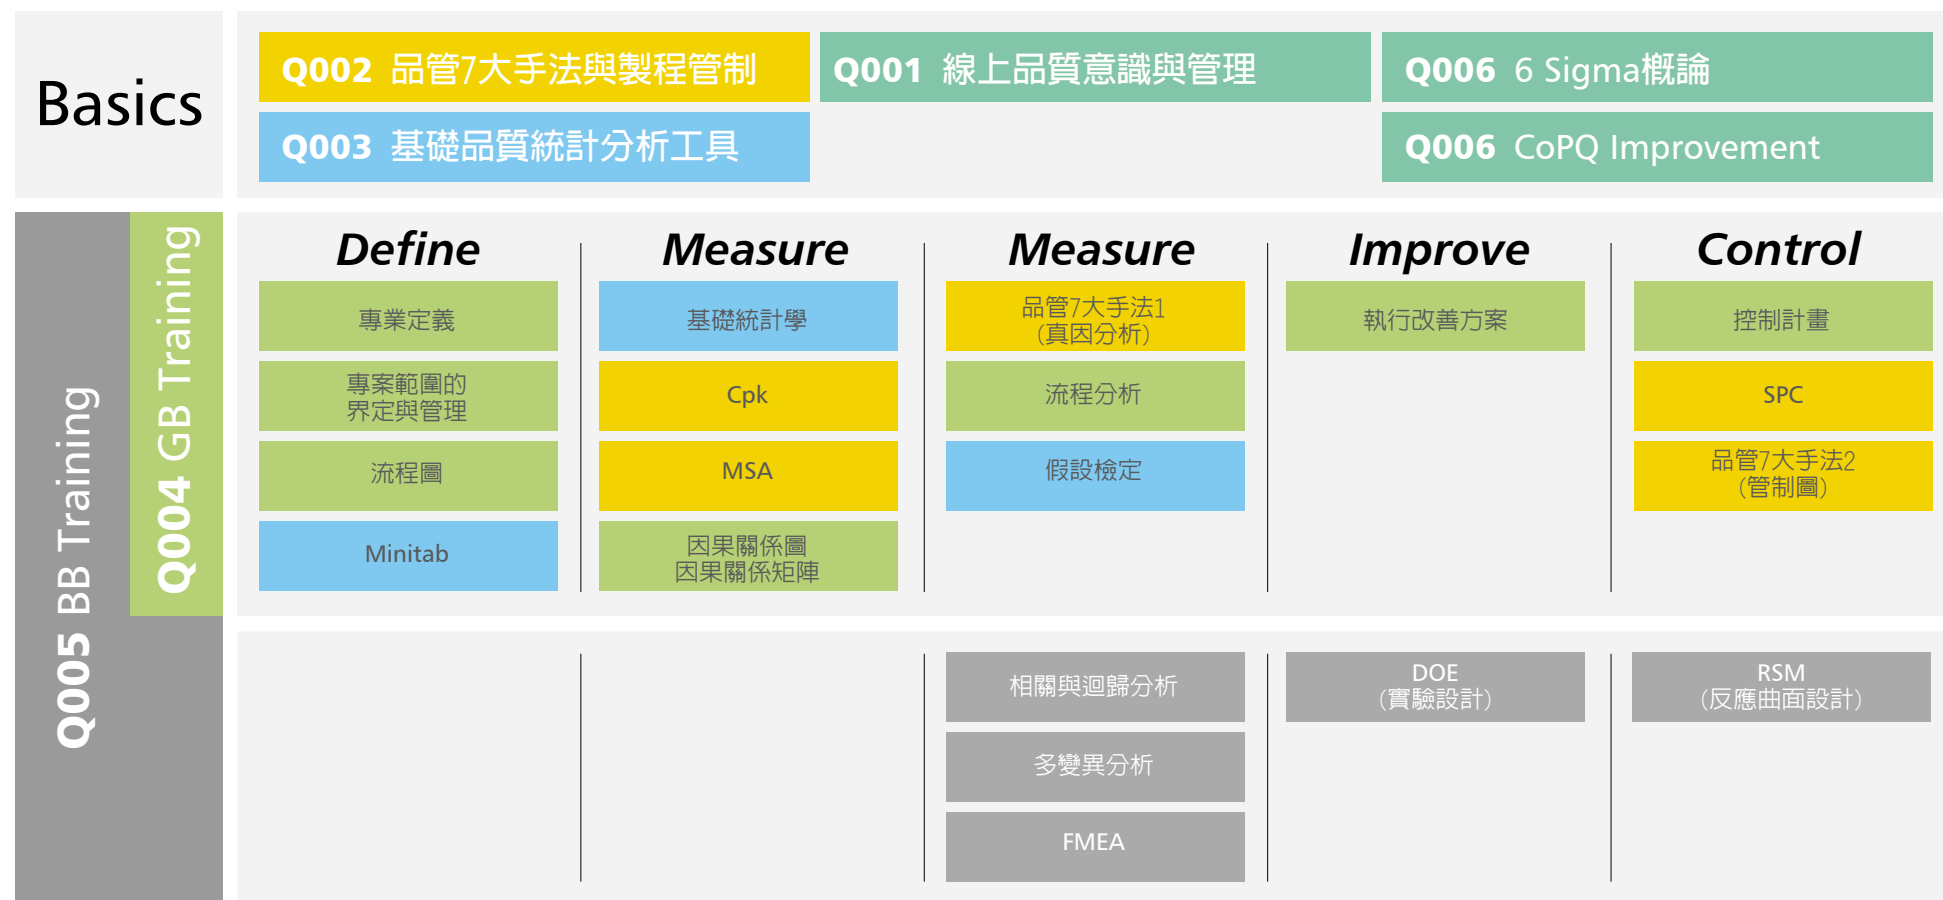 Basics
Q002 品管7大手法與製程管制
Q001 線上品質意識與管理
Q006 6 Sigma概論
Q003 基礎品質統計分析工具
Q006 CoPQ Improvement
Q005 BB Training
Q004 GB Training
Define
專業定義
專案範圍的
界定與管理
流程圖
Minitab
Measure
基礎統計學
Cpk
MSA
因果關係圖
因果關係矩陣
Measure
品管7大手法1
(真因分析)
流程分析
假設檢定
Improve
執行改善方案
Control
控制計畫
SPC
品管7大手法2
(管制圖)
相關與迴歸分析
多變異分析
FMEA
DOE
(實驗設計)
RSM
(反應曲面設計)